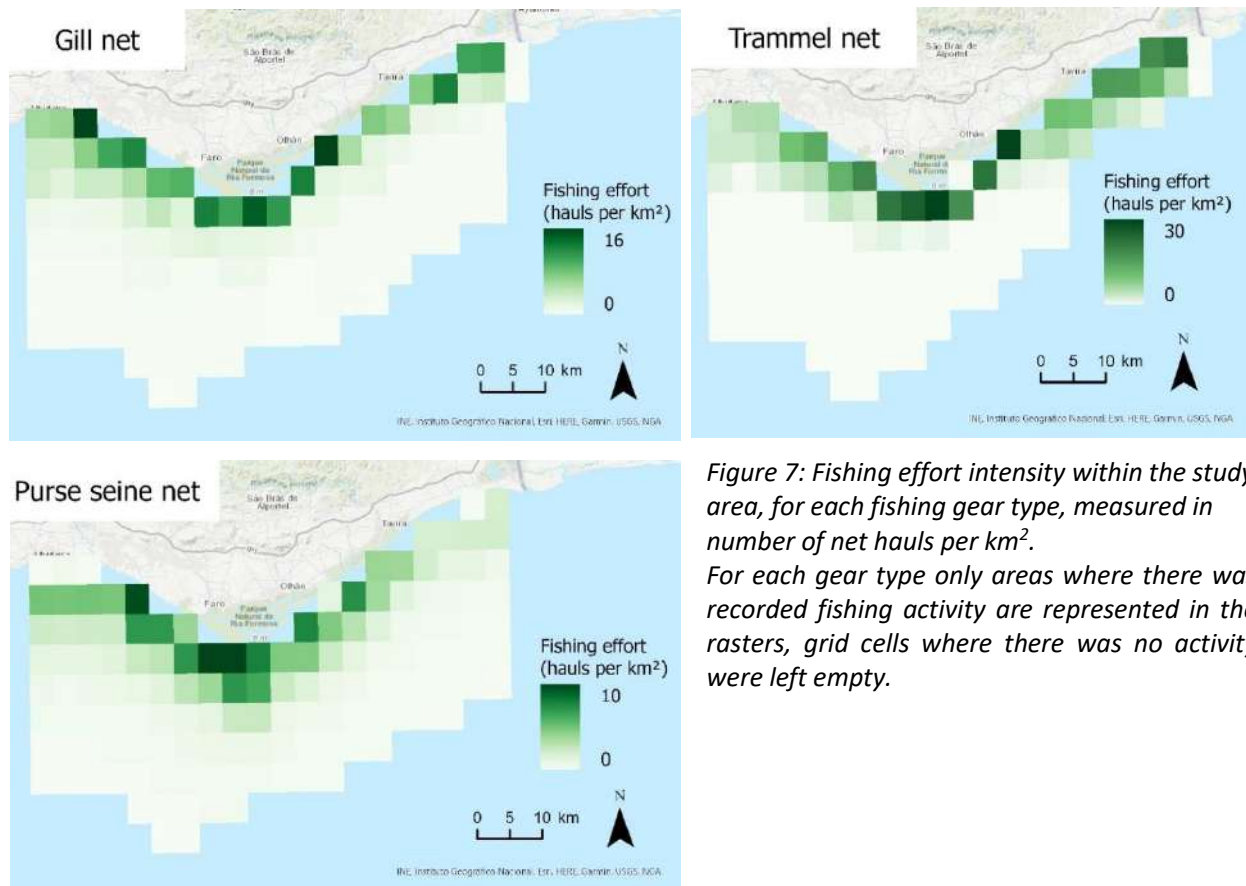 Gill net
São Brás de
Alportel
Tavira
Olhão
Faro
Parque
Natural da
Ria Formosa
Fishing effort
(hauls per km²)
16
0
N
0 5 10 km
INE, Instituto Geográfico Nacional, Esri, HERE, Garmin, USGS, NGA
Trammel net
São Brás de
Alportel
Tavira
Olhão
Faro
Parque
Natural d
Ria Form
Fishing effort
(hauls per km²)
30
0
N
0 5 10 km
INE, Instituto Geográfico Nacional, Esri, HERE, Garmin, USGS, NGA
Purse seine net
São Brás de
Alportel
Tavira
Olhão
Faro
Parque
Natural da
Ria Formosa
Fishing effort
(hauls per km²)
10
0
N
0 5 10 km
INE, Instituto Geográfico Nacional, Esri, HERE, Garmin, USGS, NGA
Figure 7: Fishing effort intensity within the study
area, for each fishing gear type, measured in
number of net hauls per km².
For each gear type only areas where there wa
recorded fishing activity are represented in the
rasters, grid cells where there was no activity
were left empty.